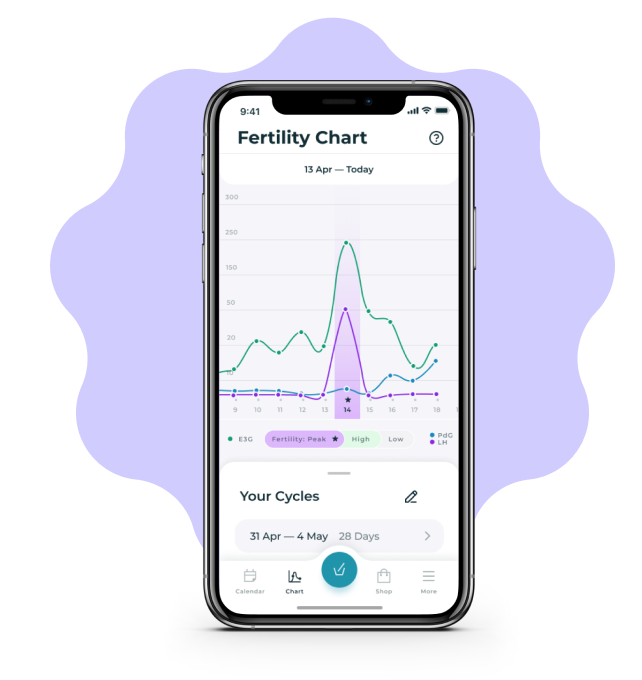 9:41
Fertility Chart
?
13 Apr — Today
300
250
150
50
20
10
9 10 11 12 13 14 15 16 17 18
E3G Fertility: Peak ★ High Low PdG
LH
Your Cycles
31 Apr — 4 May 28 Days
Calendar Chart Shop More